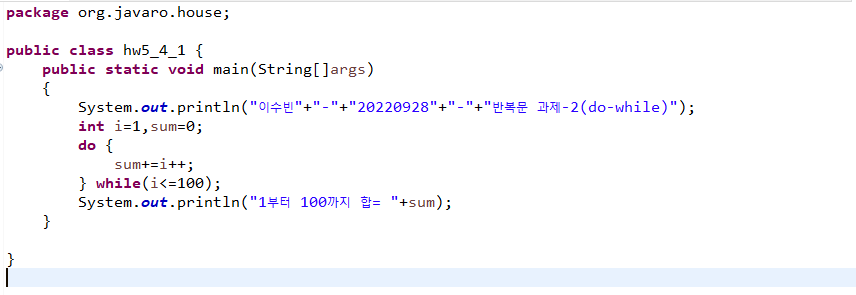 package org.javaro.house;
public class hw5_4_1 {
public static void main(String[]args)
{
System.out.println("이수빈"+"-"+"20220928"+"-"+"반복문 과제-2(do-while)");
int i=1,sum=0;
do {
sum+=i++;
} while(i<=100);
System.out.println("1부터 100까지 합= "+sum);
}
}